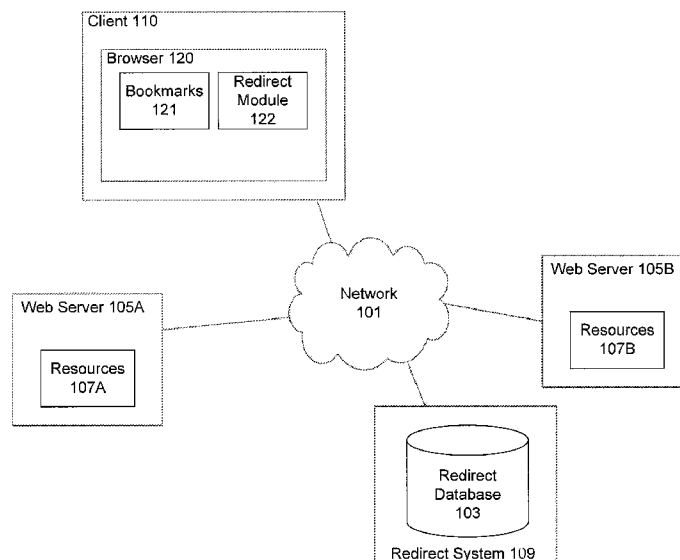 Client 110
Browser 120
Bookmarks
121
Redirect
Module
122
Network
101
Web Server 105A
Resources
107A
Web Server 105B
Resources
107B
Redirect
Database
103
Redirect System 109